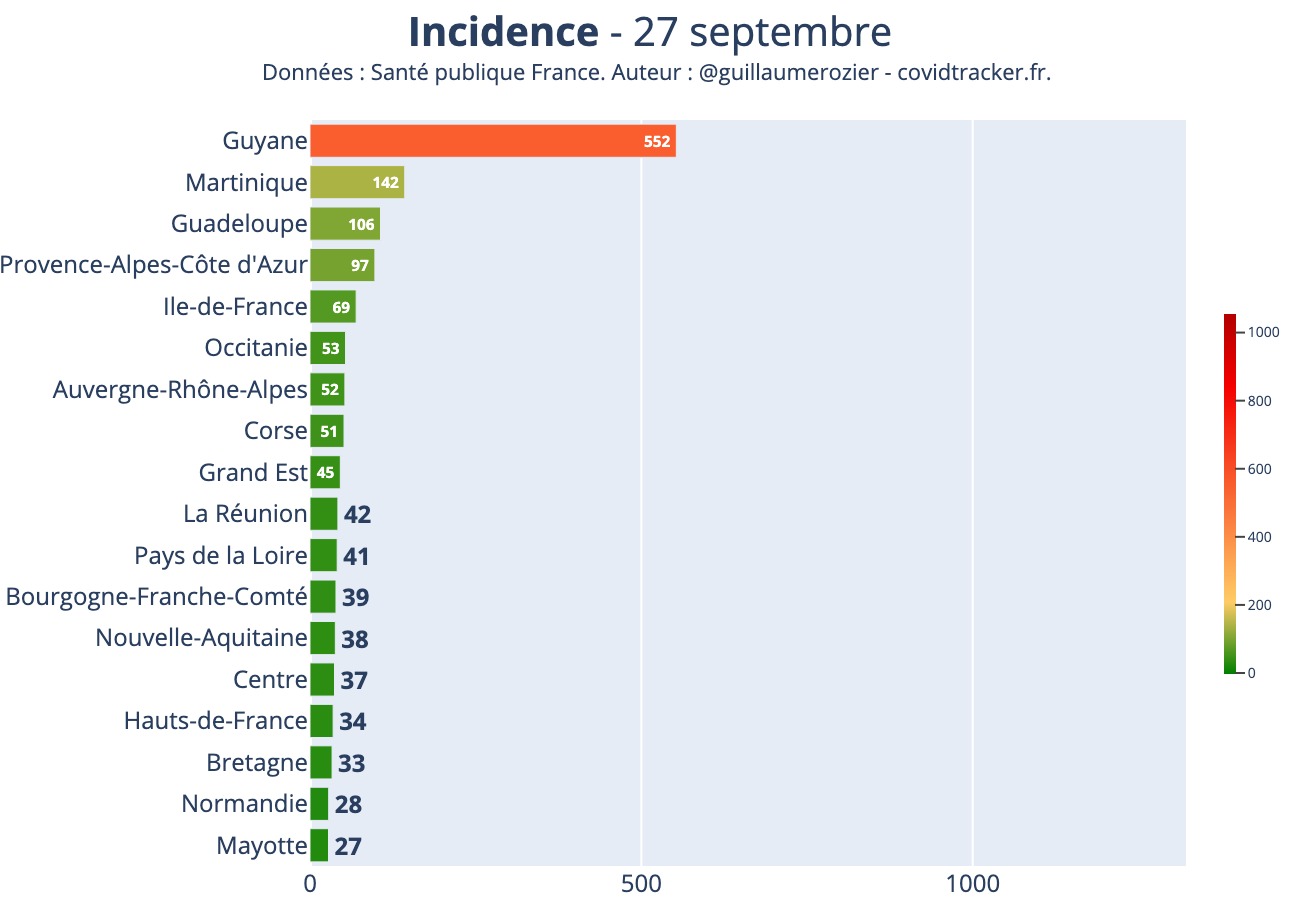 Incidence - 27 septembre
Données : Santé publique France. Auteur : @guillaumerozier - covidtracker.fr.
Guyane 552
Martinique 142
Guadeloupe 106
Provence-Alpes-Côte d'Azur 97
Ile-de-France 69
Occitanie 53
Auvergne-Rhône-Alpes 52
Corse 51
Grand Est 45
La Réunion 42
Pays de la Loire 41
Bourgogne-Franche-Comté 39
Nouvelle-Aquitaine 38
Centre 37
Hauts-de-France 34
Bretagne 33
Normandie 28
Mayotte 27
0 500 1000
1000
800
600
400
200
0